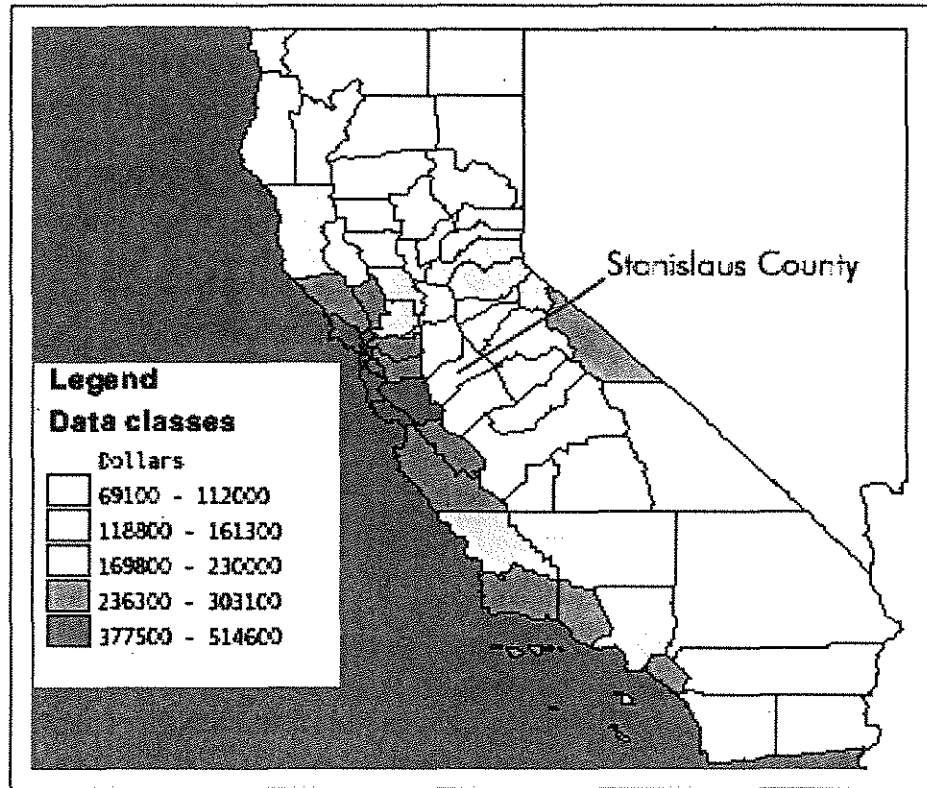 Stanislaus County
Legend
Data classes
Dollars
69100 - 112000
118800 - 161300
169800 - 230000
236300 - 303100
377500 - 514600